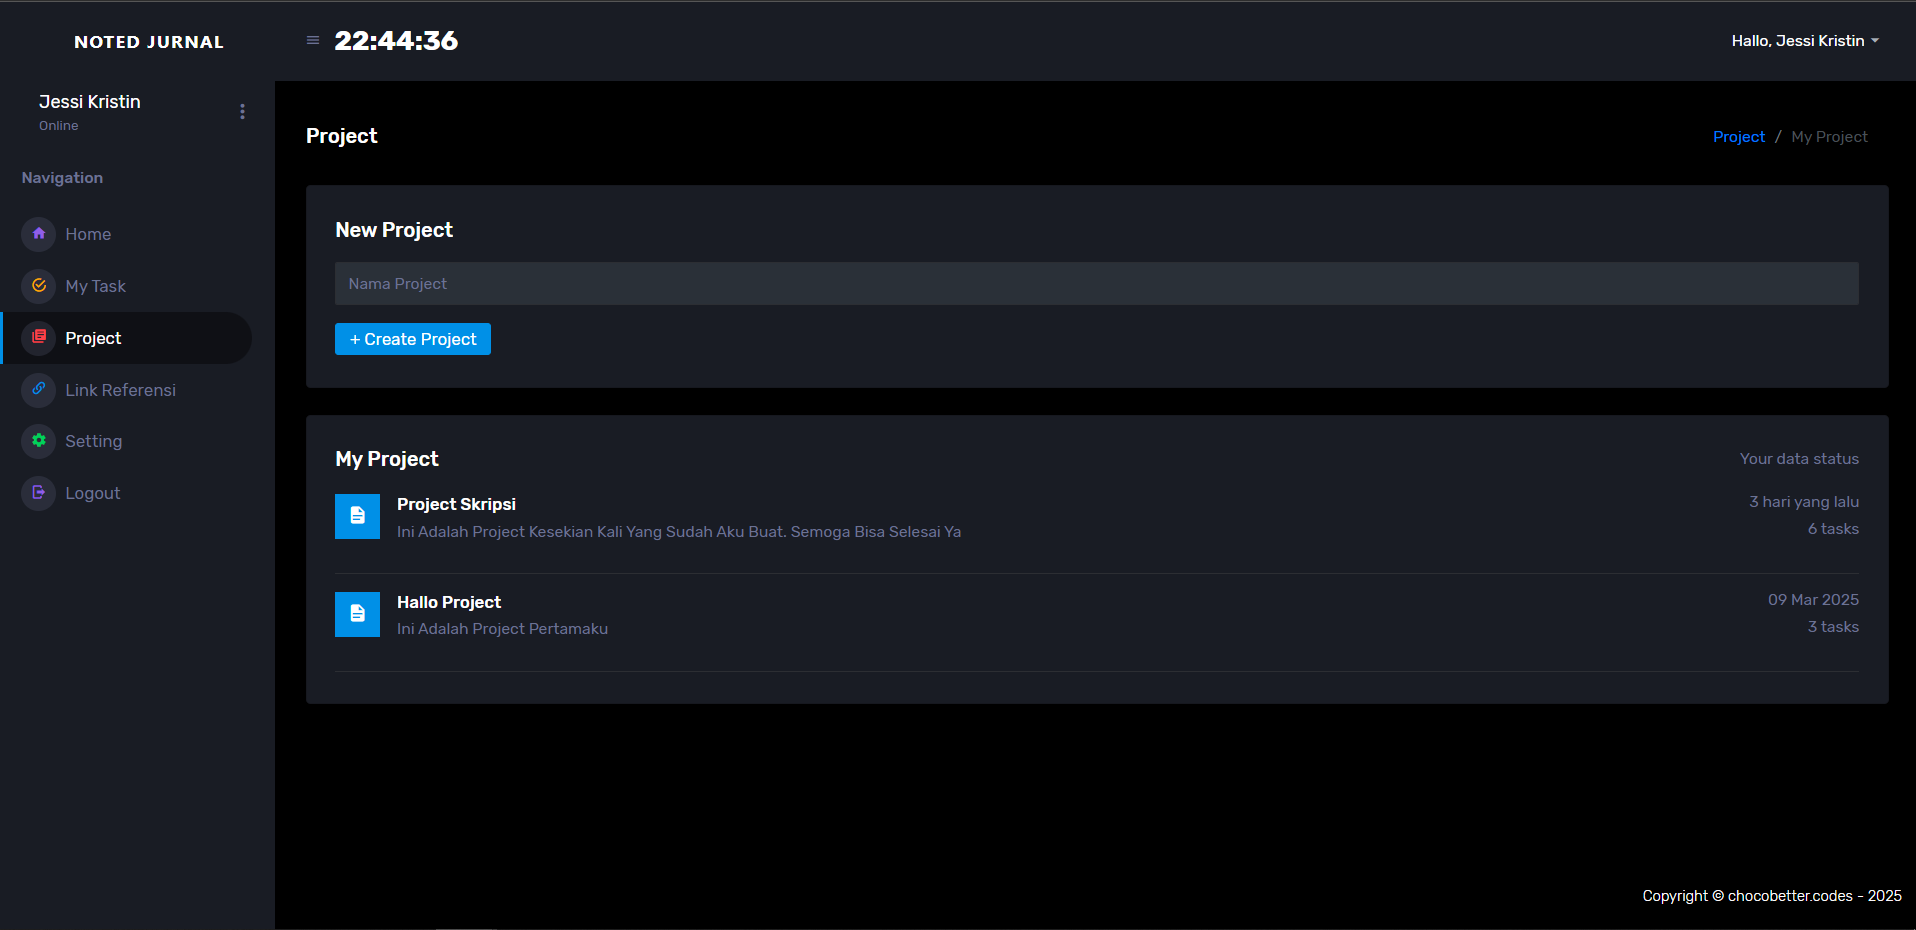 NOTED JURNAL
22:44:36
Hallo, Jessi Kristin
Jessi Kristin
Online
Navigation
Home
My Task
Project
Link Referensi
Setting
Logout
Project
Project / My Project
New Project
Nama Project
+ Create Project
My Project
Your data status
Project Skripsi
3 hari yang lalu
Ini Adalah Project Kesekian Kali Yang Sudah Aku Buat. Semoga Bisa Selesai Ya
6 tasks
Hallo Project
09 Mar 2025
Ini Adalah Project Pertamaku
3 tasks
Copyright © chocobetter.codes - 2025